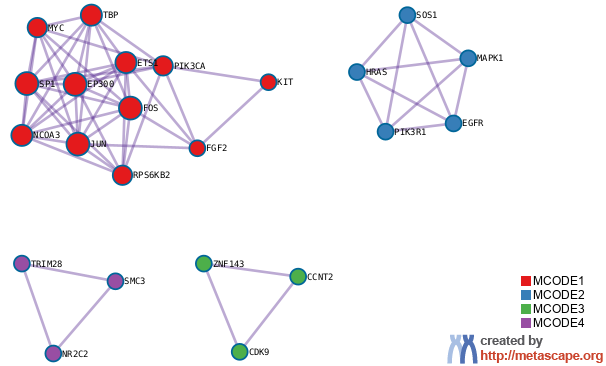 TBP
MYC
ETS1
PIK3CA
SP1
EP300
KIT
FOS
NCOA3
JUN
FGF2
RPS6KB2
SOS1
MAPK1
HRAS
EGFR
PIK3R1
TRIM28
SMC3
NR2C2
ZNF143
CCNT2
CDK9
MCODE1
MCODE2
MCODE3
MCODE4
created by
http://metascape.org